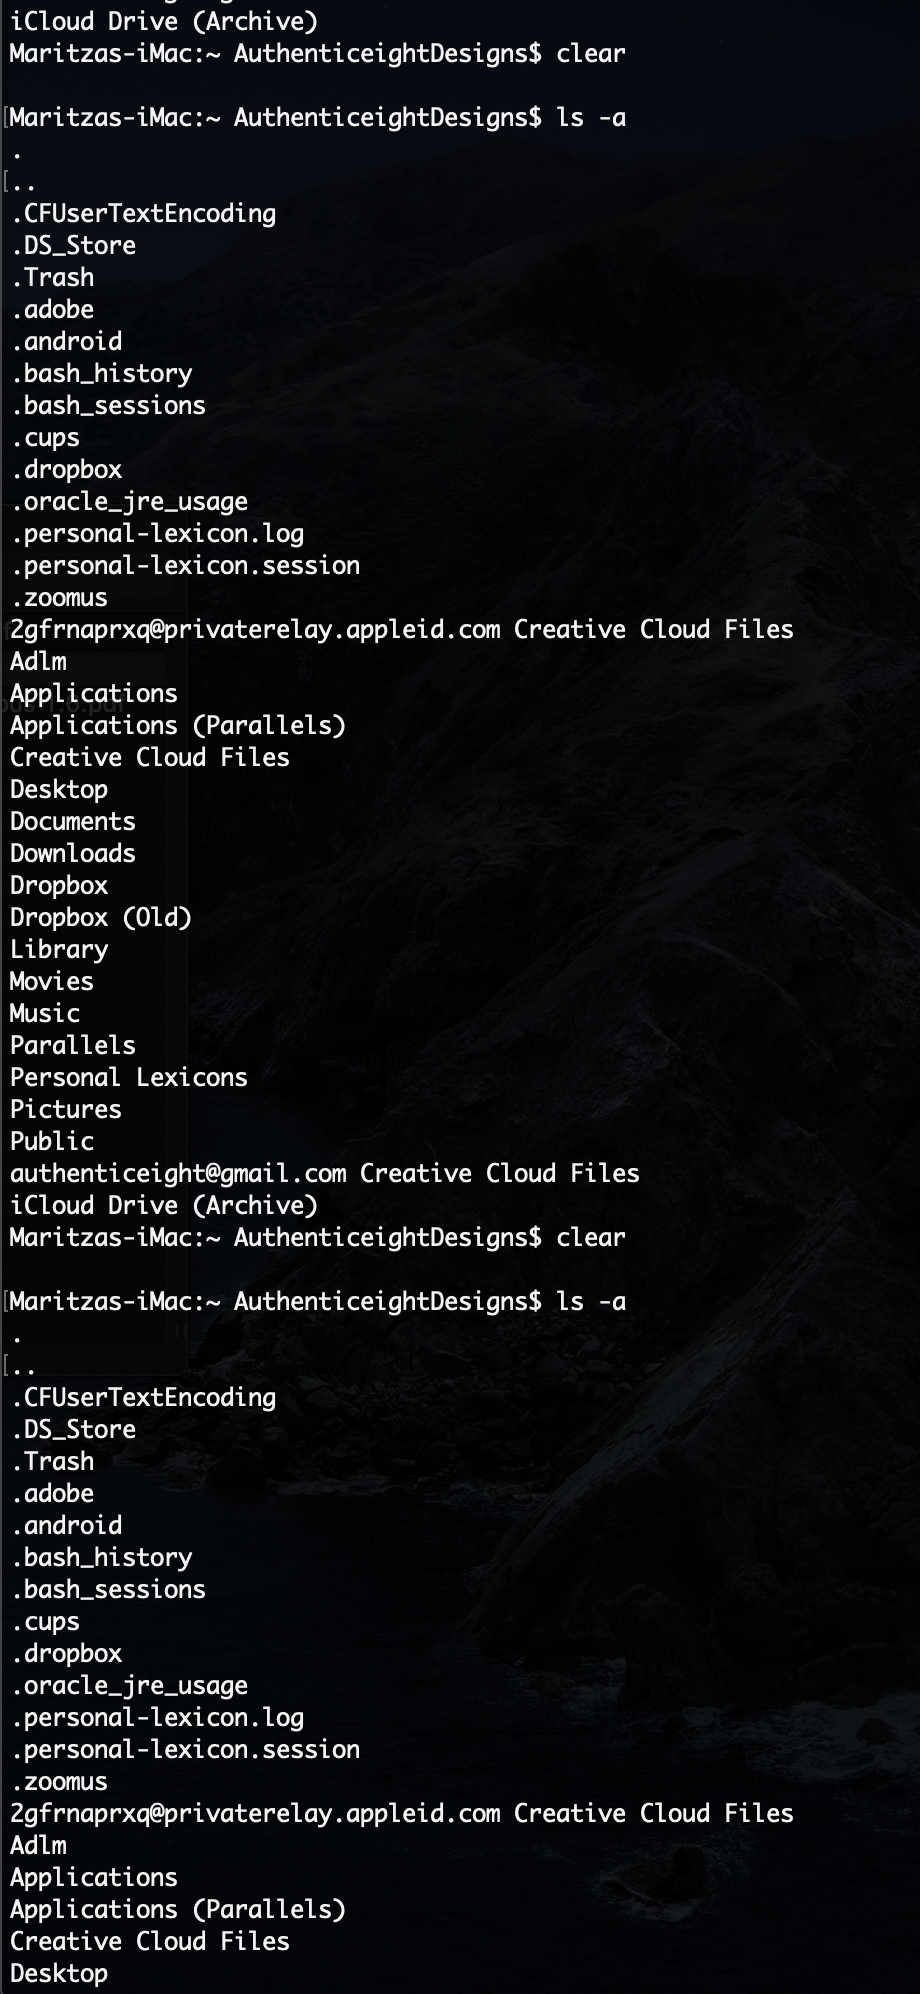 iCloud Drive (Archive)
Maritzas-iMac:~ AuthenticeightDesigns$ clear
[Maritzas-iMac:~ AuthenticeightDesigns$ ls -a
.
[..
.CFUserTextEncoding
.DS_Store
.Trash
.adobe
.android
.bash_history
.bash_sessions
.cups
.dropbox
.oracle_jre_usage
.personal-lexicon.log
.personal-lexicon.session
.zoomus
2gfrnaprxq@privaterelay.appleid.com Creative Cloud Files
Adlm
Applications
Applications (Parallels)
Creative Cloud Files
Desktop
Documents
Downloads
Dropbox
Dropbox (Old)
Library
Movies
Music
Parallels
Personal Lexicons
Pictures
Public
authenticeight@gmail.com Creative Cloud Files
iCloud Drive (Archive)
Maritzas-iMac:~ AuthenticeightDesigns$ clear
[Maritzas-iMac:~ AuthenticeightDesigns$ ls -a
.
[..
.CFUserTextEncoding
.DS_Store
.Trash
.adobe
.android
.bash_history
.bash_sessions
.cups
.dropbox
.oracle_jre_usage
.personal-lexicon.log
.personal-lexicon.session
.zoomus
2gfrnaprxq@privaterelay.appleid.com Creative Cloud Files
Adlm
Applications
Applications (Parallels)
Creative Cloud Files
Desktop